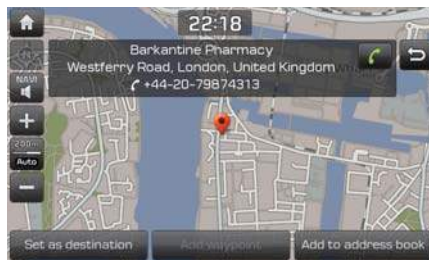 22:18
Barkantine Pharmacy
Westferry Road, London, United Kingdom
+44-20-79874313
NAVI
Auto
Set as destination
Add waypoint
Add to address book